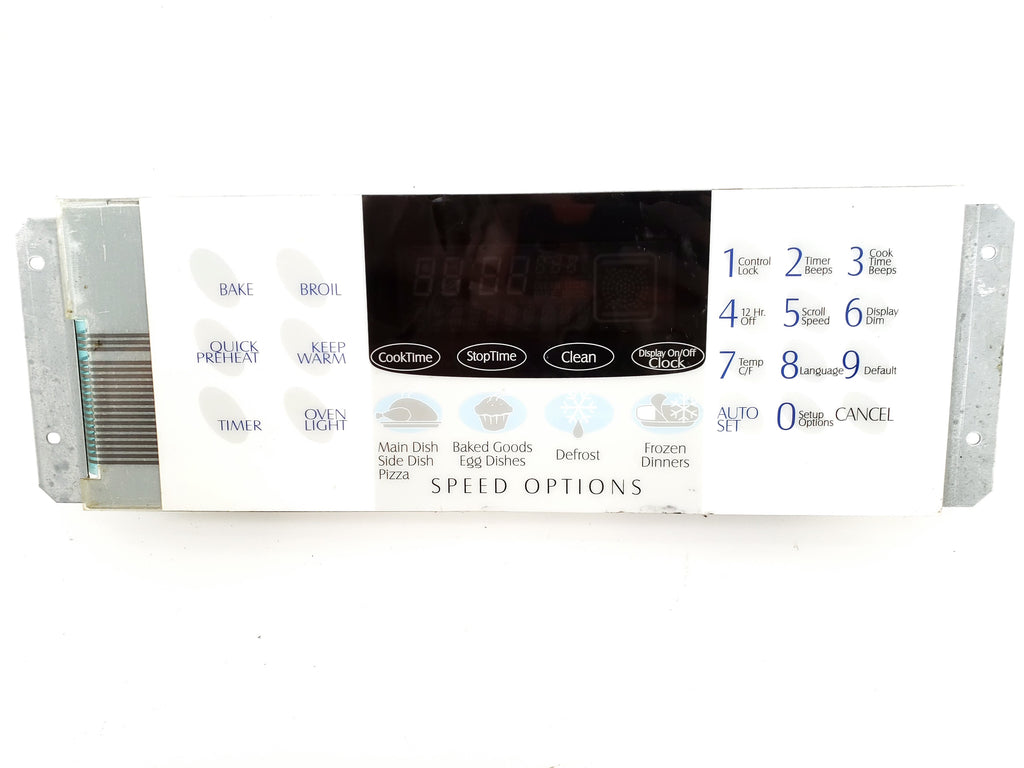 BAKE
BROIL
QUICK
PREHEAT
KEEP
WARM
TIMER
OVEN
LIGHT
CookTime
StopTime
Clean
Display On/Off
Clock
Main Dish
Side Dish
Pizza
Baked Goods
Egg Dishes
Defrost
Frozen
Dinners
SPEED OPTIONS
1 Control
Lock
2 Timer
Beeps
3 Cook
Time
Beeps
4 12 Hr.
Off
5 Scroll
Speed
6 Display
Dim
7 Temp
C/F
8 Language
9 Default
AUTO
SET
0 Setup
Options
CANCEL